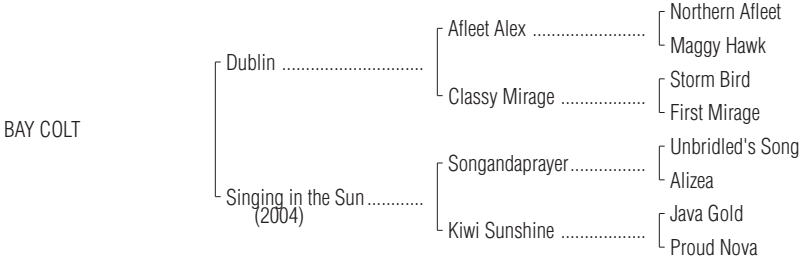 Northern Afleet
Afleet Alex ........................
Maggy Hawk
Dublin ..............................
Storm Bird
Classy Mirage ..................
First Mirage
BAY COLT
Unbridled's Song
Songandaprayer................
Alizea
Singing in the Sun............
(2004)
Java Gold
Kiwi Sunshine ..................
Proud Nova